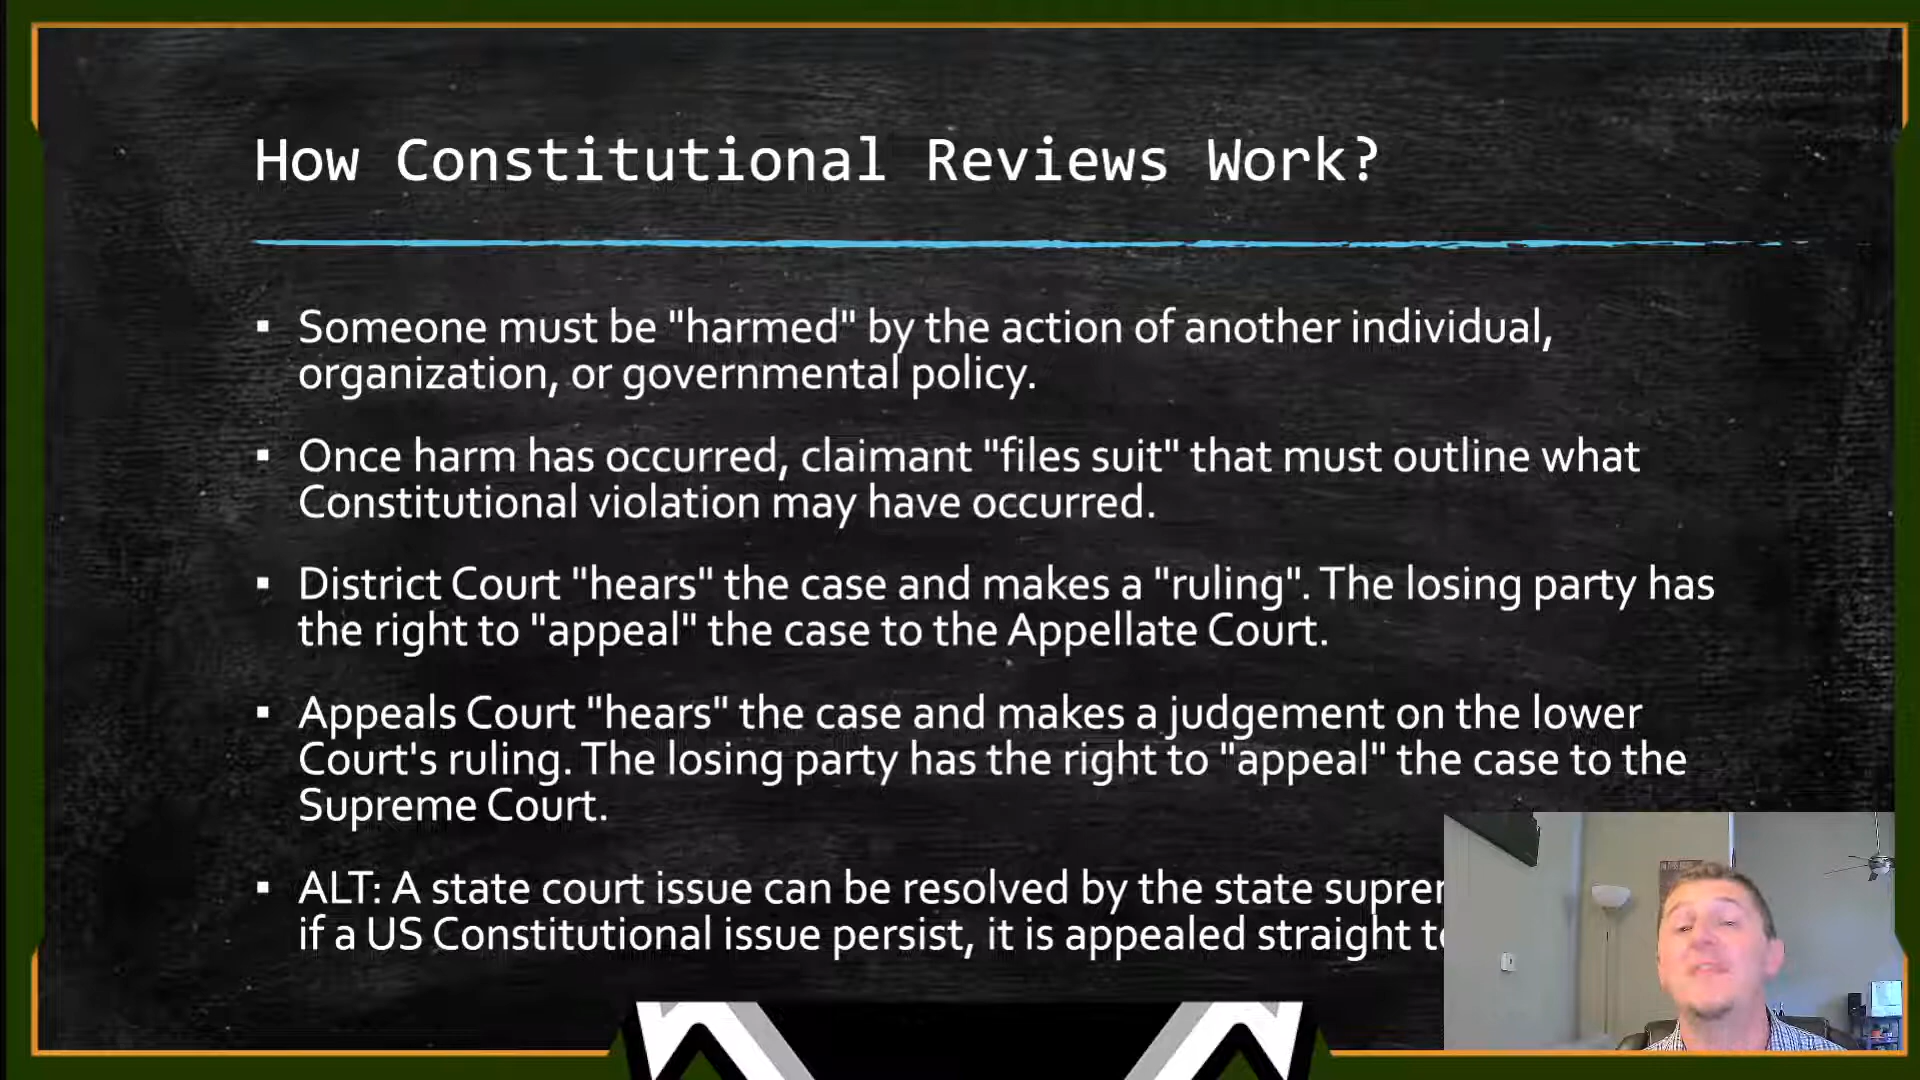 How Constitutional Reviews Work?
▪ Someone must be "harmed" by the action of another individual,
organization, or governmental policy.
▪ Once harm has occurred, claimant "files suit" that must outline what
Constitutional violation may have occurred.
▪ District Court "hears" the case and makes a "ruling". The losing party has
the right to "appeal" the case to the Appellate Court.
▪ Appeals Court "hears" the case and makes a judgement on the lower
Court's ruling. The losing party has the right to "appeal" the case to the
Supreme Court.
▪ ALT: A state court issue can be resolved by the state
if a US Constitutional issue persist, it is appealed straight